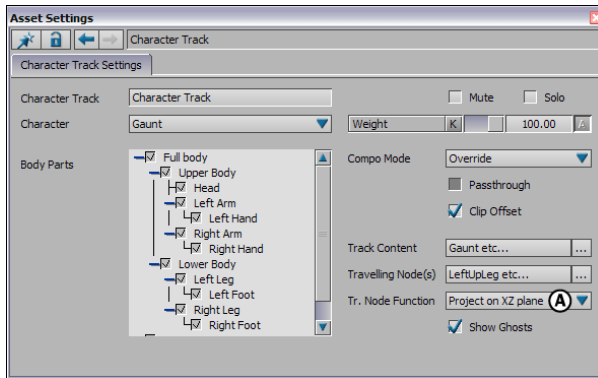 Asset Settings
Character Track
Character Track Settings
Character Track
Character Track
Mute
Solo
Character
Gaunt
Weight
K
100.00
A
Body Parts
Full body
Upper Body
Head
Left Arm
Left Hand
Right Arm
Right Hand
Lower Body
Left Leg
Left Foot
Right Leg
Right Foot
Compo Mode
Override
Passthrough
Clip Offset
Track Content
Gaunt etc...
...
Travelling Node(s)
LeftUpLeg etc...
...
Tr. Node Function
Project on XZ plane
A
Show Ghosts